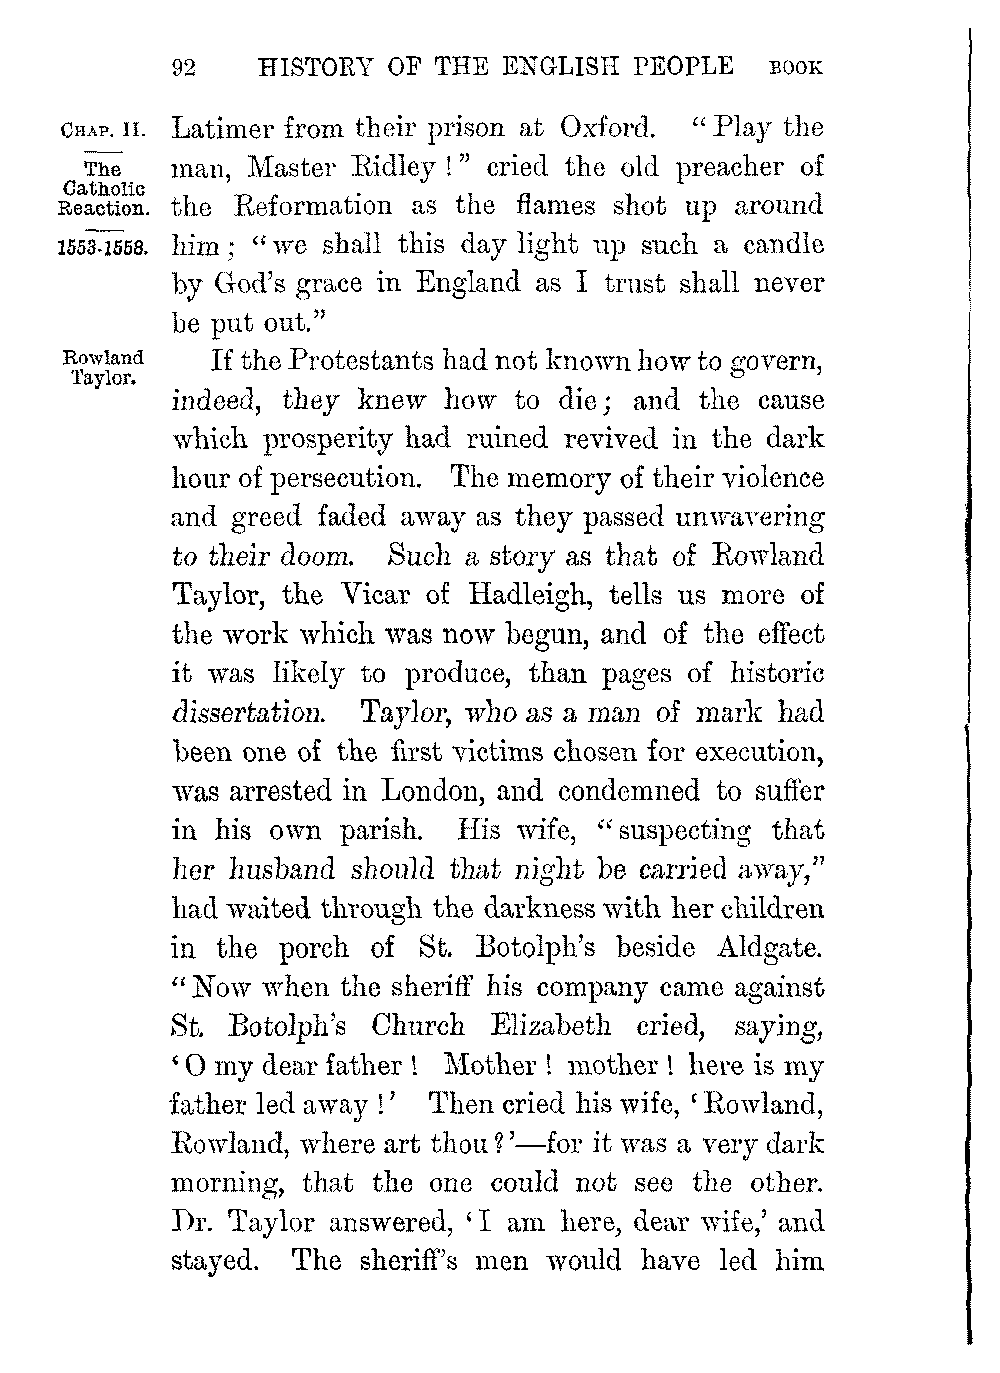 92 HISTORY OF THE ENGLISH PEOPLE BOOK
CHAP. II.
The
Catholic
Reaction.
1553-1558.
Latimer from their prison at Oxford. “Play the
man, Master Ridley!” cried the old preacher of
the Reformation as the flames shot up around
him; “we shall this day light up such a candle
by God’s grace in England as I trust shall never
be put out.”
Rowland
Taylor.
If the Protestants had not known how to govern,
indeed, they knew how to die; and the cause
which prosperity had ruined revived in the dark
hour of persecution. The memory of their violence
and greed faded away as they passed unwavering
to their doom. Such a story as that of Rowland
Taylor, the Vicar of Hadleigh, tells us more of
the work which was now begun, and of the effect
it was likely to produce, than pages of historic
dissertation. Taylor, who as a man of mark had
been one of the first victims chosen for execution,
was arrested in London, and condemned to suffer
in his own parish. His wife, “suspecting that
her husband should that night be carried away,”
had waited through the darkness with her children
in the porch of St. Botolph’s beside Aldgate.
“Now when the sheriff his company came against
St. Botolph’s Church Elizabeth cried, saying,
‘O my dear father! Mother! mother! here is my
father led away!’ Then cried his wife, ‘Rowland,
Rowland, where art thou?’—for it was a very dark
morning, that the one could not see the other.
Dr. Taylor answered, ‘I am here, dear wife,’ and
stayed. The sheriff’s men would have led him